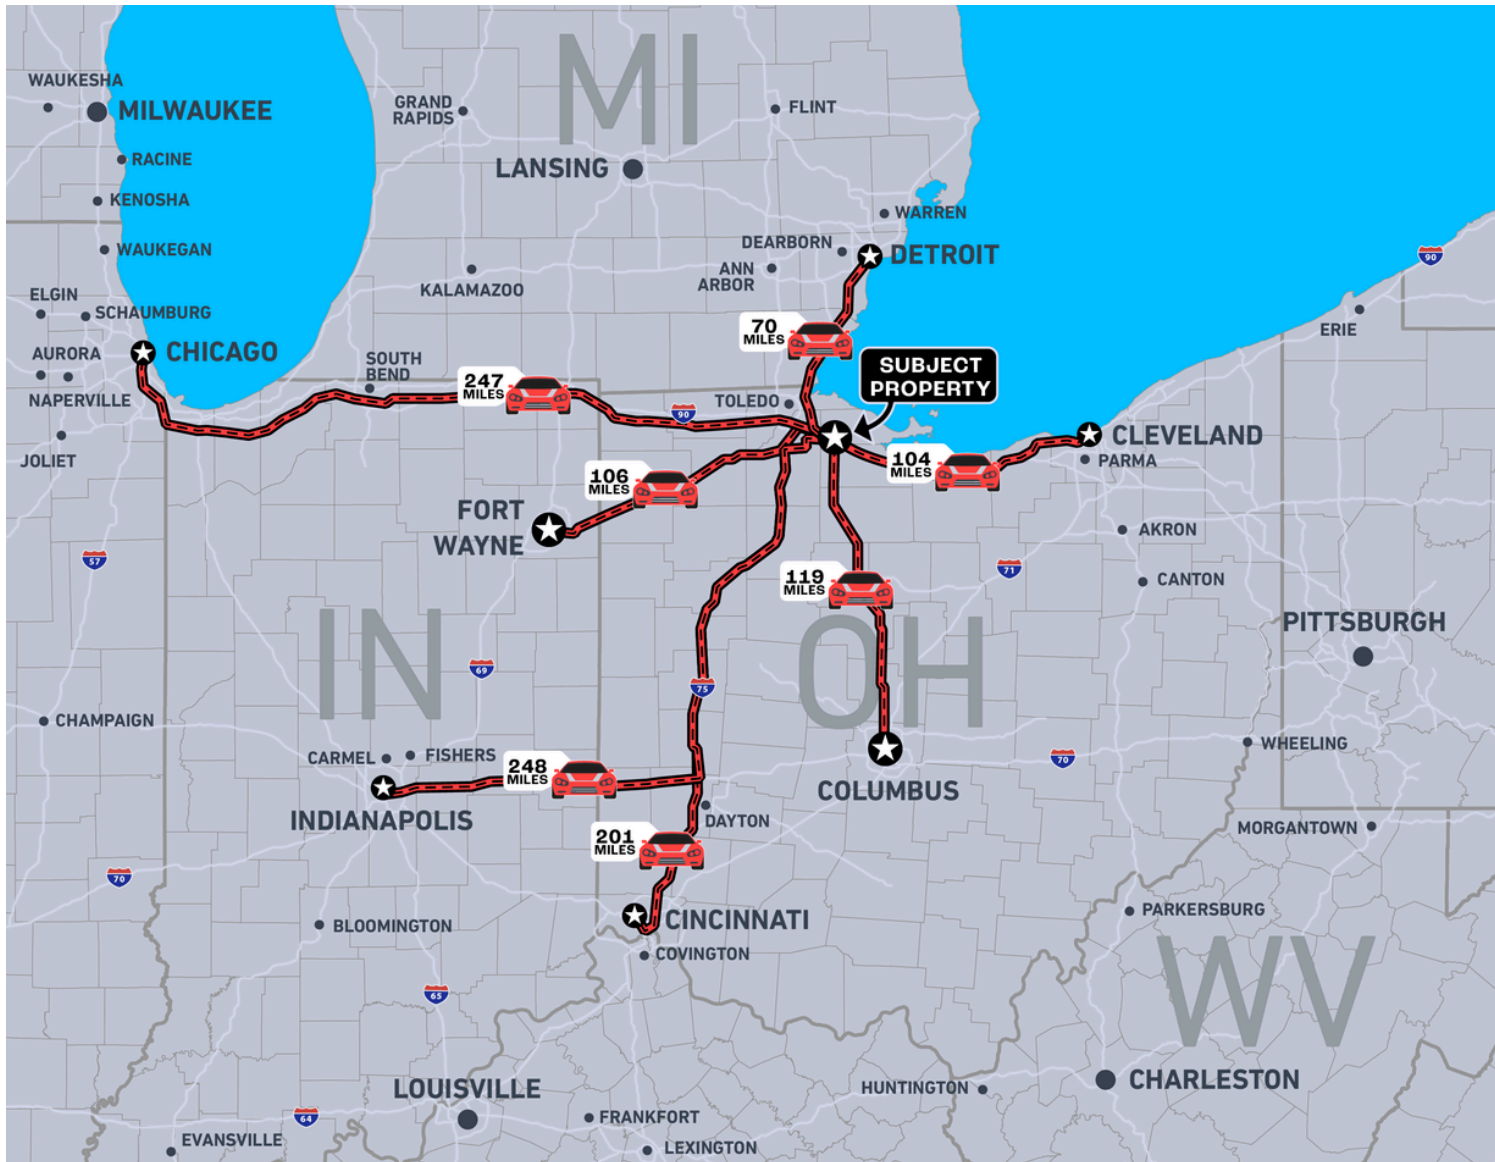 MI
WAUKESHA
MILWAUKEE
GRAND
RAPIDS
FLINT
RACINE
LANSING
KENOSHA
WARREN
WAUKEGAN
DEARBORN
DETROIT
90
ANN
ARBOR
KALAMAZOO
ELGIN
SCHAUMBURG
70
MILES
ERIE
CHICAGO
AURORA
SOUTH
BEND
SUBJECT
PROPERTY
247
MILES
NAPERVILLE
TOLEDO
90
CLEVELAND
JOLIET
104
MILES
PARMA
106
MILES
FORT
WAYNE
AKRON
57
71
119
MILES
CANTON
IN
OH
PITTSBURGH
69
75
CHAMPAIGN
WHEELING
CARMEL
FISHERS
248
MILES
70
COLUMBUS
INDIANAPOLIS
DAYTON
MORGANTOWN
201
MILES
70
PARKERSBURG
BLOOMINGTON
CINCINNATI
COVINGTON
WV
65
LOUISVILLE
HUNTINGTON
CHARLESTON
64
FRANKFORT
EVANSVILLE
LEXINGTON